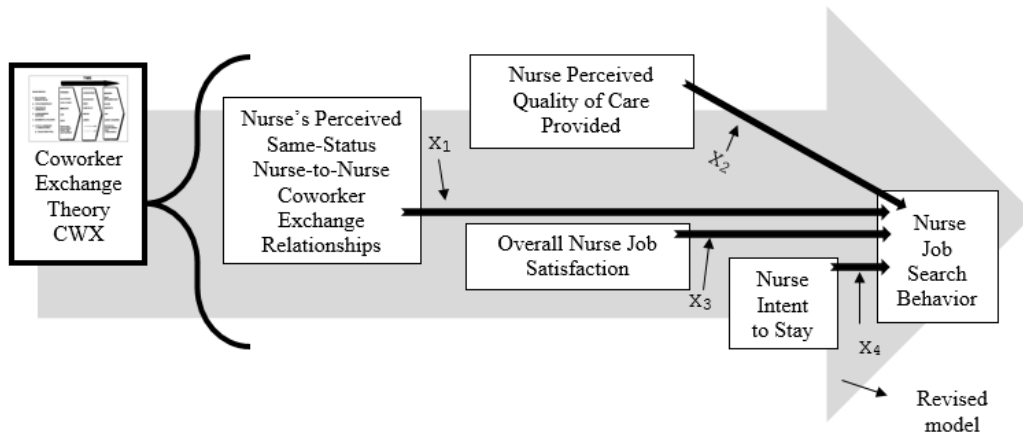 Coworker
Exchange
Theory
CWX
Nurse's Perceived
Same-Status
Nurse-to-Nurse
Coworker
Exchange
Relationships
X1
Nurse Perceived
Quality of Care
Provided
X2
Overall Nurse Job
Satisfaction
X3
Nurse
Intent
to Stay
X4
Nurse
Job
Search
Behavior
Revised
model